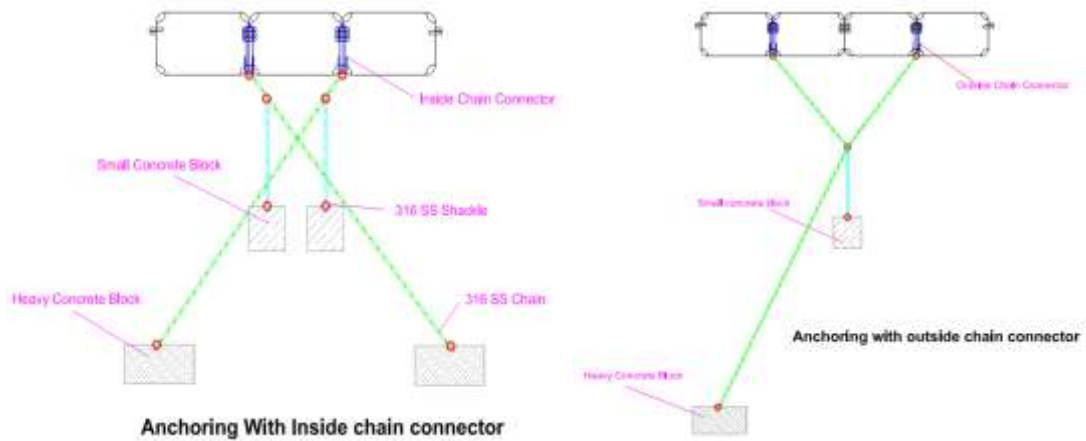 Inside Chain Connector
Small Concrete Block
316 SS Shackle
Heavy Concrete Block
316 SS Chain
Anchoring With Inside chain connector
Outside Chain Connector
Small concrete block
Anchoring with outside chain connector
Heavy Concrete Block